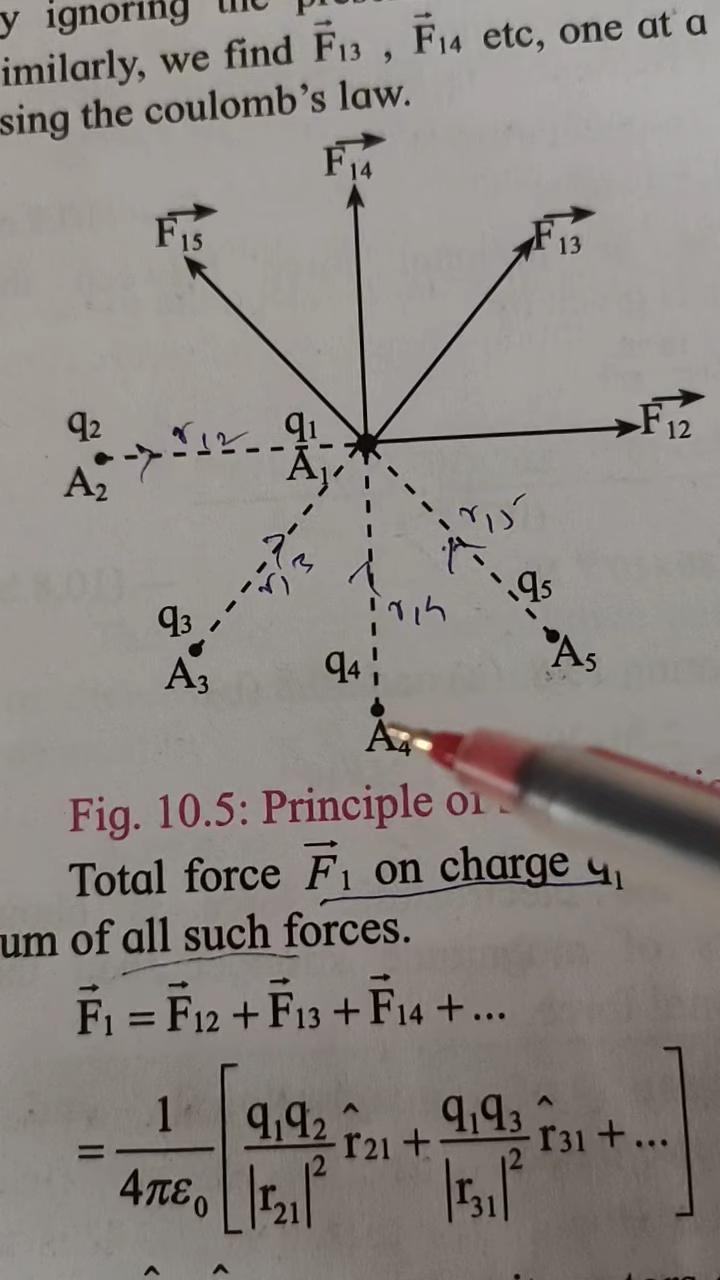 y ignoring the
imilarly, we find F⃗13 , F⃗14 etc, one at a
sing the coulomb's law.
F⃗14
F⃗15
F⃗13
q2
r12
q1
F⃗12
A2
A1
r15
r13
q5
r14
q3
A5
A3
q4
A4
Fig. 10.5: Principle of
Total force F⃗1 on charge q1
um of all such forces.
F⃗1 = F⃗12 + F⃗13 + F⃗14 + ...
= 1/4πε0 [ q1q2/|r21|² r̂21 + q1q3/|r31|² r̂31 + ... ]